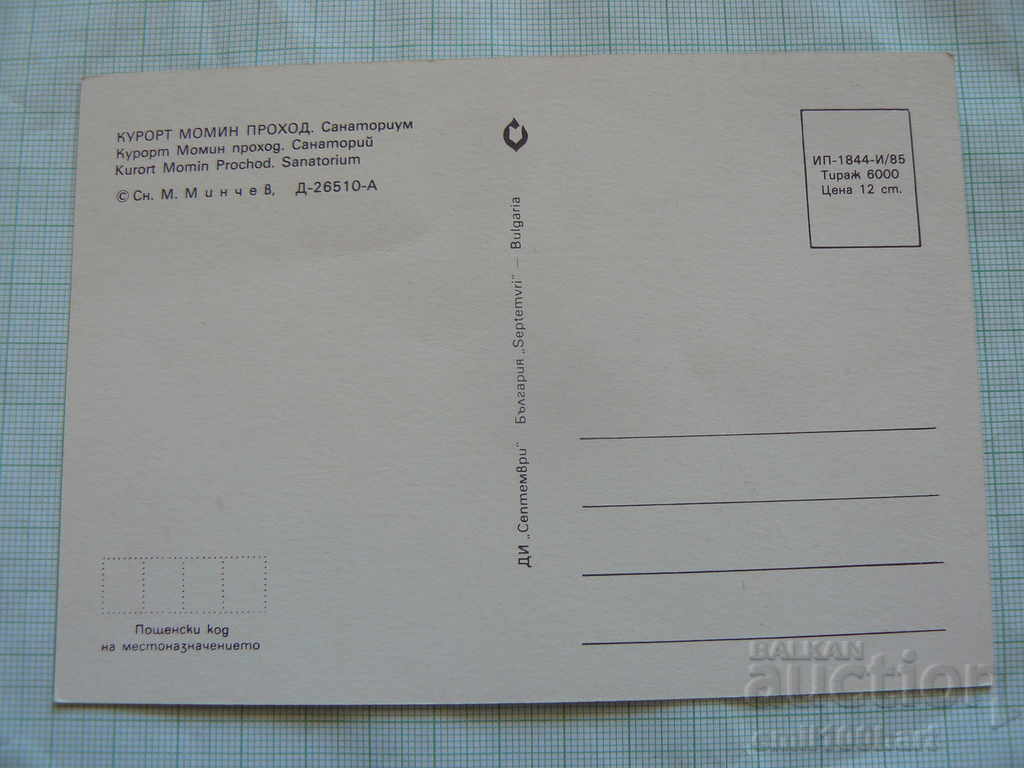 КУРОРТ МОМИН ПРОХОД. Санаториум
Курорт Момин проход. Санаторий
Kurort Momin Prochod. Sanatorium
© Сн. М. Минчев, Д-26510-А
ДИ „Септември" България „Septemvri" – Bulgaria
ИП-1844-И/85
Тираж 6000
Цена 12 ст.
Пощенски код
на местоназначението
BALKAN
auction